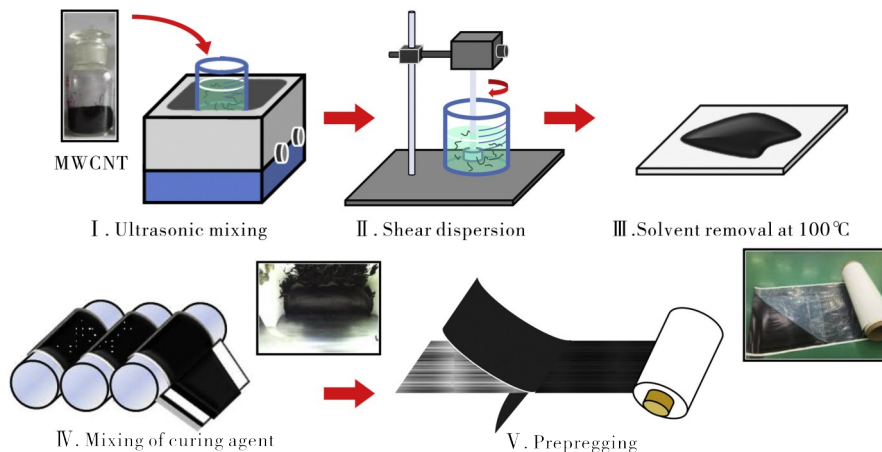 MWCNT
Ⅰ. Ultrasonic mixing
Ⅱ. Shear dispersion
Ⅲ.Solvent removal at 100℃
Ⅳ. Mixing of curing agent
Ⅴ. Prepregging